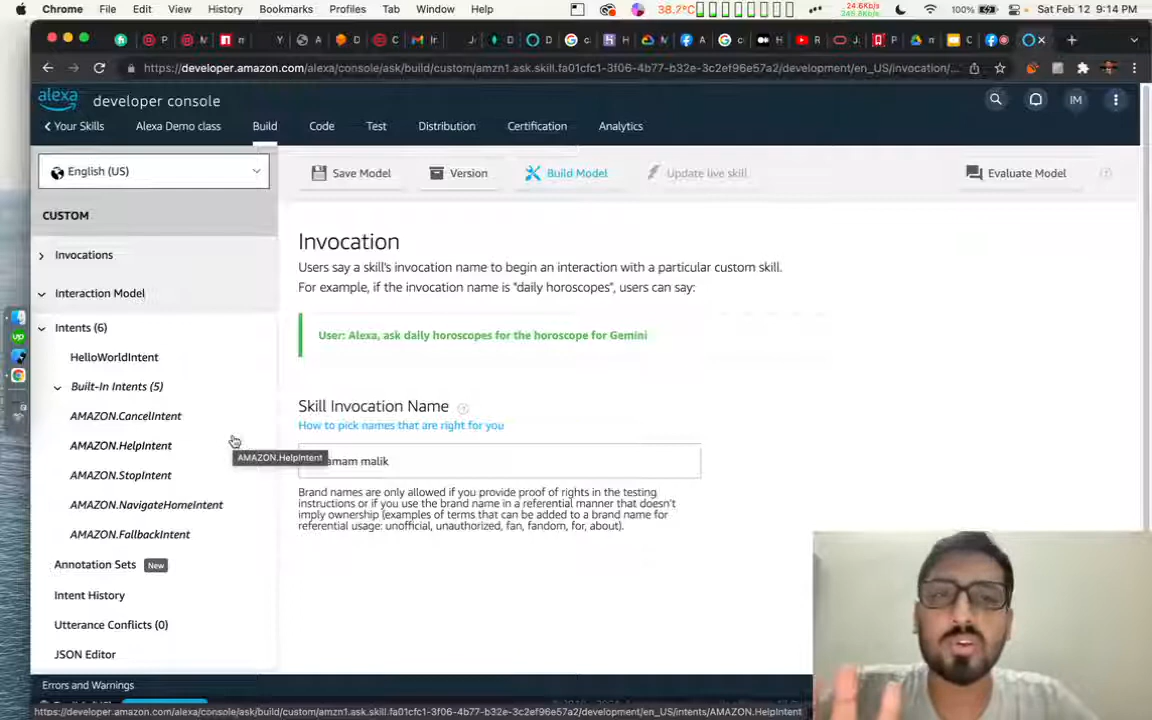 Chrome File Edit View History Bookmarks Profiles Tab Window Help 38.2°C 24.6Kb/s 100% Sat Feb 12 9:14 PM
https://developer.amazon.com/alexa/console/ask/build/custom/amzn1.ask.skill.fa01cfc1-3f06-4b77-b32e-3c2ef96e57a2/development/en_US/invocation/...
alexa developer console IM
Your Skills Alexa Demo class Build Code Test Distribution Certification Analytics
English (US) Save Model Version Build Model Update live skill Evaluate Model
CUSTOM
Invocations
Interaction Model
Intents (6)
HelloWorldIntent
Built-In Intents (5)
AMAZON.CancelIntent
AMAZON.HelpIntent
AMAZON.HelpIntent
AMAZON.StopIntent
AMAZON.NavigateHomeIntent
AMAZON.FallbackIntent
Annotation Sets New
Intent History
Utterance Conflicts (0)
JSON Editor
Invocation
Users say a skill's invocation name to begin an interaction with a particular custom skill.
For example, if the invocation name is "daily horoscopes", users can say:
User: Alexa, ask daily horoscopes for the horoscope for Gemini
Skill Invocation Name
How to pick names that are right for you
malik
Brand names are only allowed if you provide proof of rights in the testing
instructions or if you use the brand name in a referential manner that doesn't
imply ownership (examples of terms that can be added to a brand name for
referential usage: unofficial, unauthorized, fan, fandom, for, about).
Errors and Warnings
https://developer.amazon.com/alexa/console/ask/build/custom/amzn1.ask.skill.fa01cfc1-3f06-4b77-b32e-3c2ef96e57a2/development/en_US/intents/AMAZON.HelpIntent